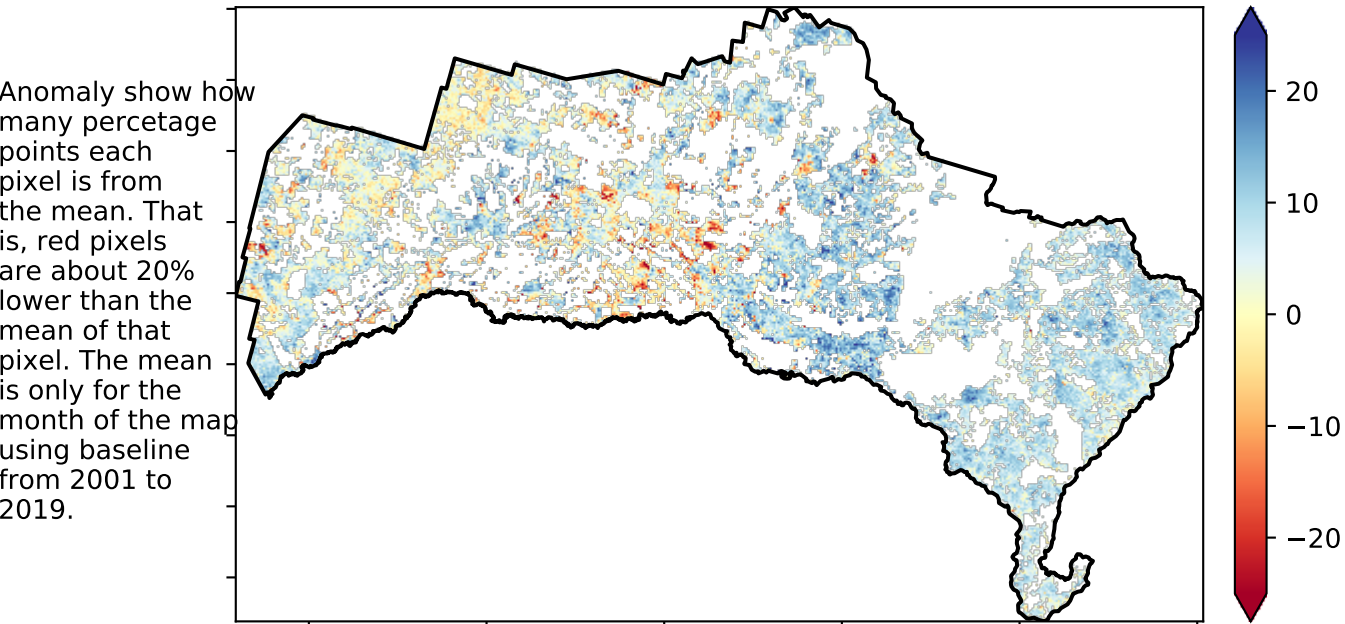 Anomaly show how
many percetage
points each
pixel is from
the mean. That
is, red pixels
are about 20%
lower than the
mean of that
pixel. The mean
is only for the
month of the map
using baseline
from 2001 to
2019.
20
10
0
−10
−20